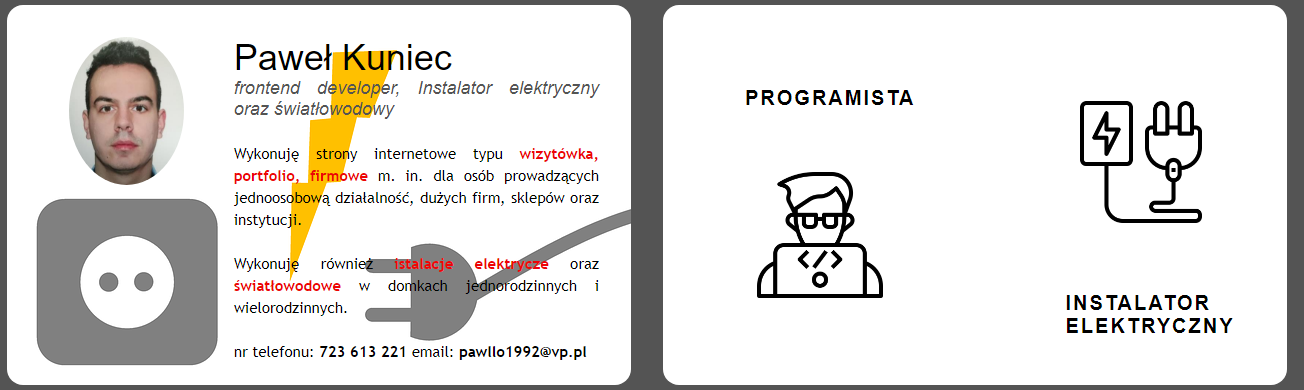 Paweł Kuniec
frontend developer, Instalator elektryczny
oraz światłowodowy
Wykonuję strony internetowe typu wizytówka,
portfolio, firmowe m. in. dla osób prowadzących
jednoosobową działalność, dużych firm, sklepów oraz
instytucji.
Wykonuję również istalacje elektrycze oraz
światłowodowe w domkach jednorodzinnych i
wielorodzinnych.
nr telefonu: 723 613 221 email: pawllo1992@vp.pl
PROGRAMISTA
</>
INSTALATOR
ELEKTRYCZNY